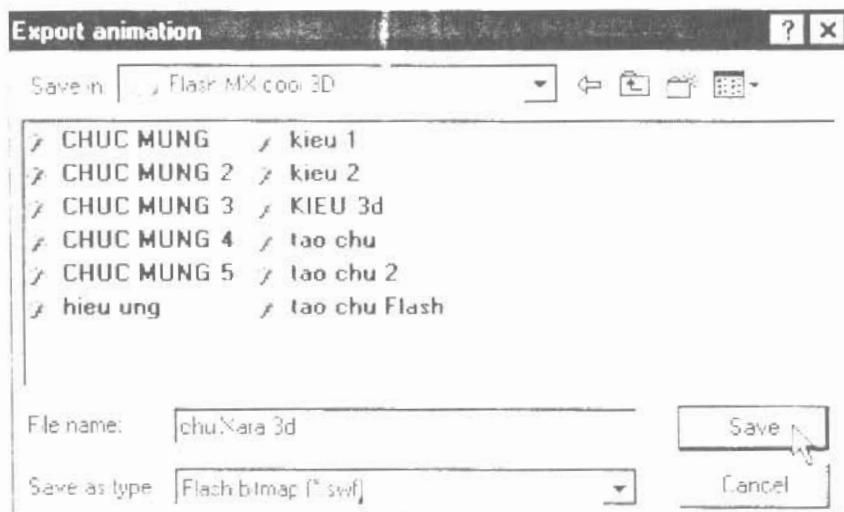 Export animation
Save in: Flash MX cool 3D
CHUC MUNG kieu 1
CHUC MUNG 2 kieu 2
CHUC MUNG 3 KIEU 3d
CHUC MUNG 4 tao chu
CHUC MUNG 5 tao chu 2
hieu ung tao chu Flash
File name: chu Xara 3d Save
Save as type Flash bitmap (*.swf) Cancel